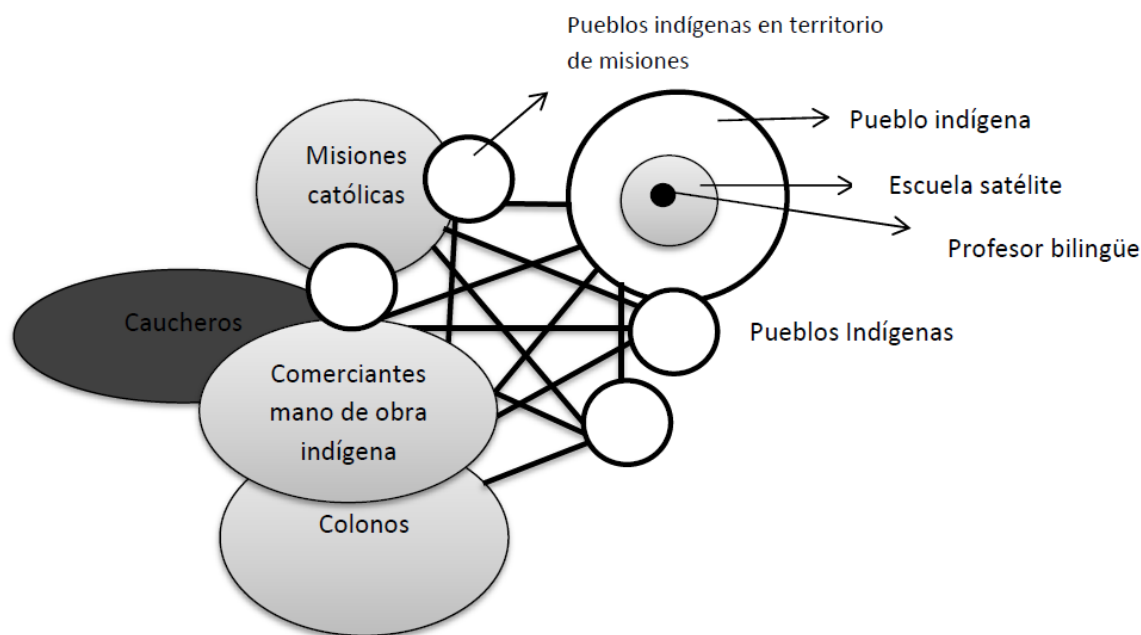 Pueblos indígenas en territorio
de misiones
Misiones
católicas
Pueblo indígena
Escuela satélite
Profesor bilingüe
Caucheros
Pueblos Indígenas
Comerciantes
mano de obra
indígena
Colonos